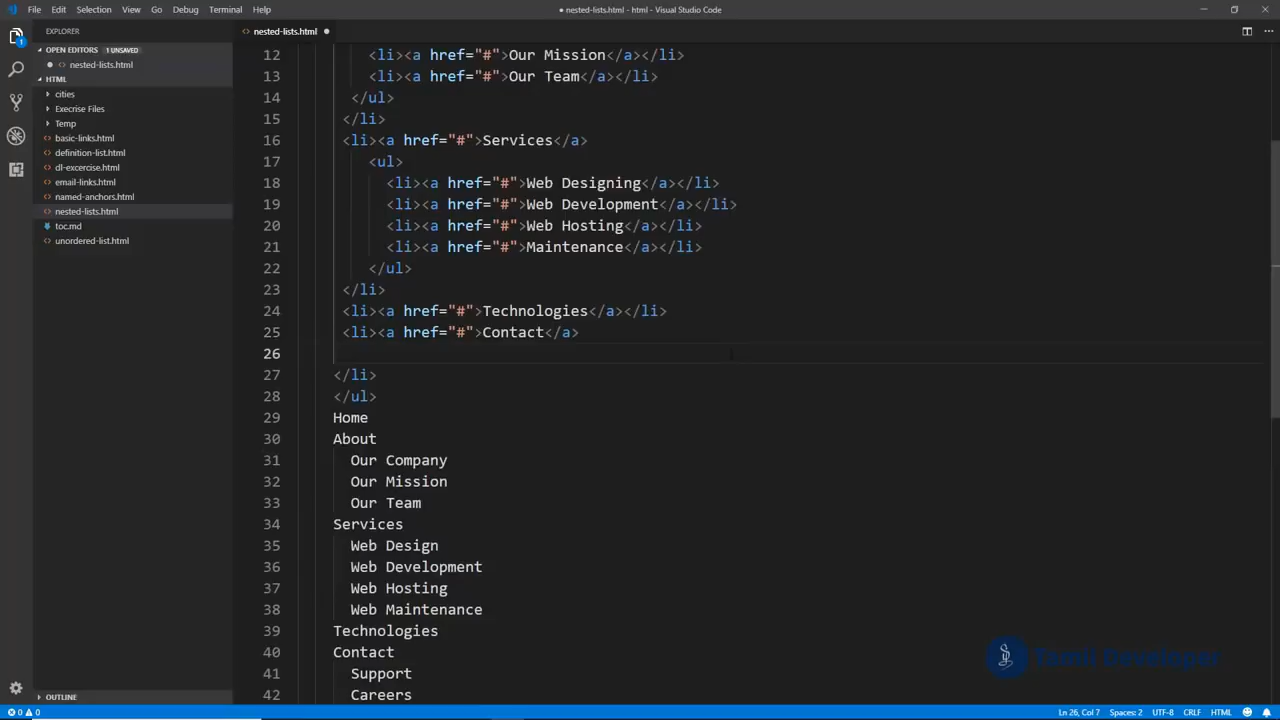 File Edit Selection View Go Debug Terminal Help
● nested-lists.html - html - Visual Studio Code
EXPLORER
OPEN EDITORS 1 UNSAVED
nested-lists.html
HTML
cities
Execrise Files
Temp
basic-links.html
definition-list.html
dl-excercise.html
email-links.html
named-anchors.html
nested-lists.html
toc.md
unordered-list.html
OUTLINE
nested-lists.html
12 <li><a href="#">Our Mission</a></li>
13 <li><a href="#">Our Team</a></li>
14 </ul>
15 </li>
16 <li><a href="#">Services</a>
17 <ul>
18 <li><a href="#">Web Designing</a></li>
19 <li><a href="#">Web Development</a></li>
20 <li><a href="#">Web Hosting</a></li>
21 <li><a href="#">Maintenance</a></li>
22 </ul>
23 </li>
24 <li><a href="#">Technologies</a></li>
25 <li><a href="#">Contact</a>
26
27 </li>
28 </ul>
29 Home
30 About
31 Our Company
32 Our Mission
33 Our Team
34 Services
35 Web Design
36 Web Development
37 Web Hosting
38 Web Maintenance
39 Technologies
40 Contact
41 Support
42 Careers
Tamil Developer
0 0
Ln 26, Col 7 Spaces: 2 UTF-8 CRLF HTML